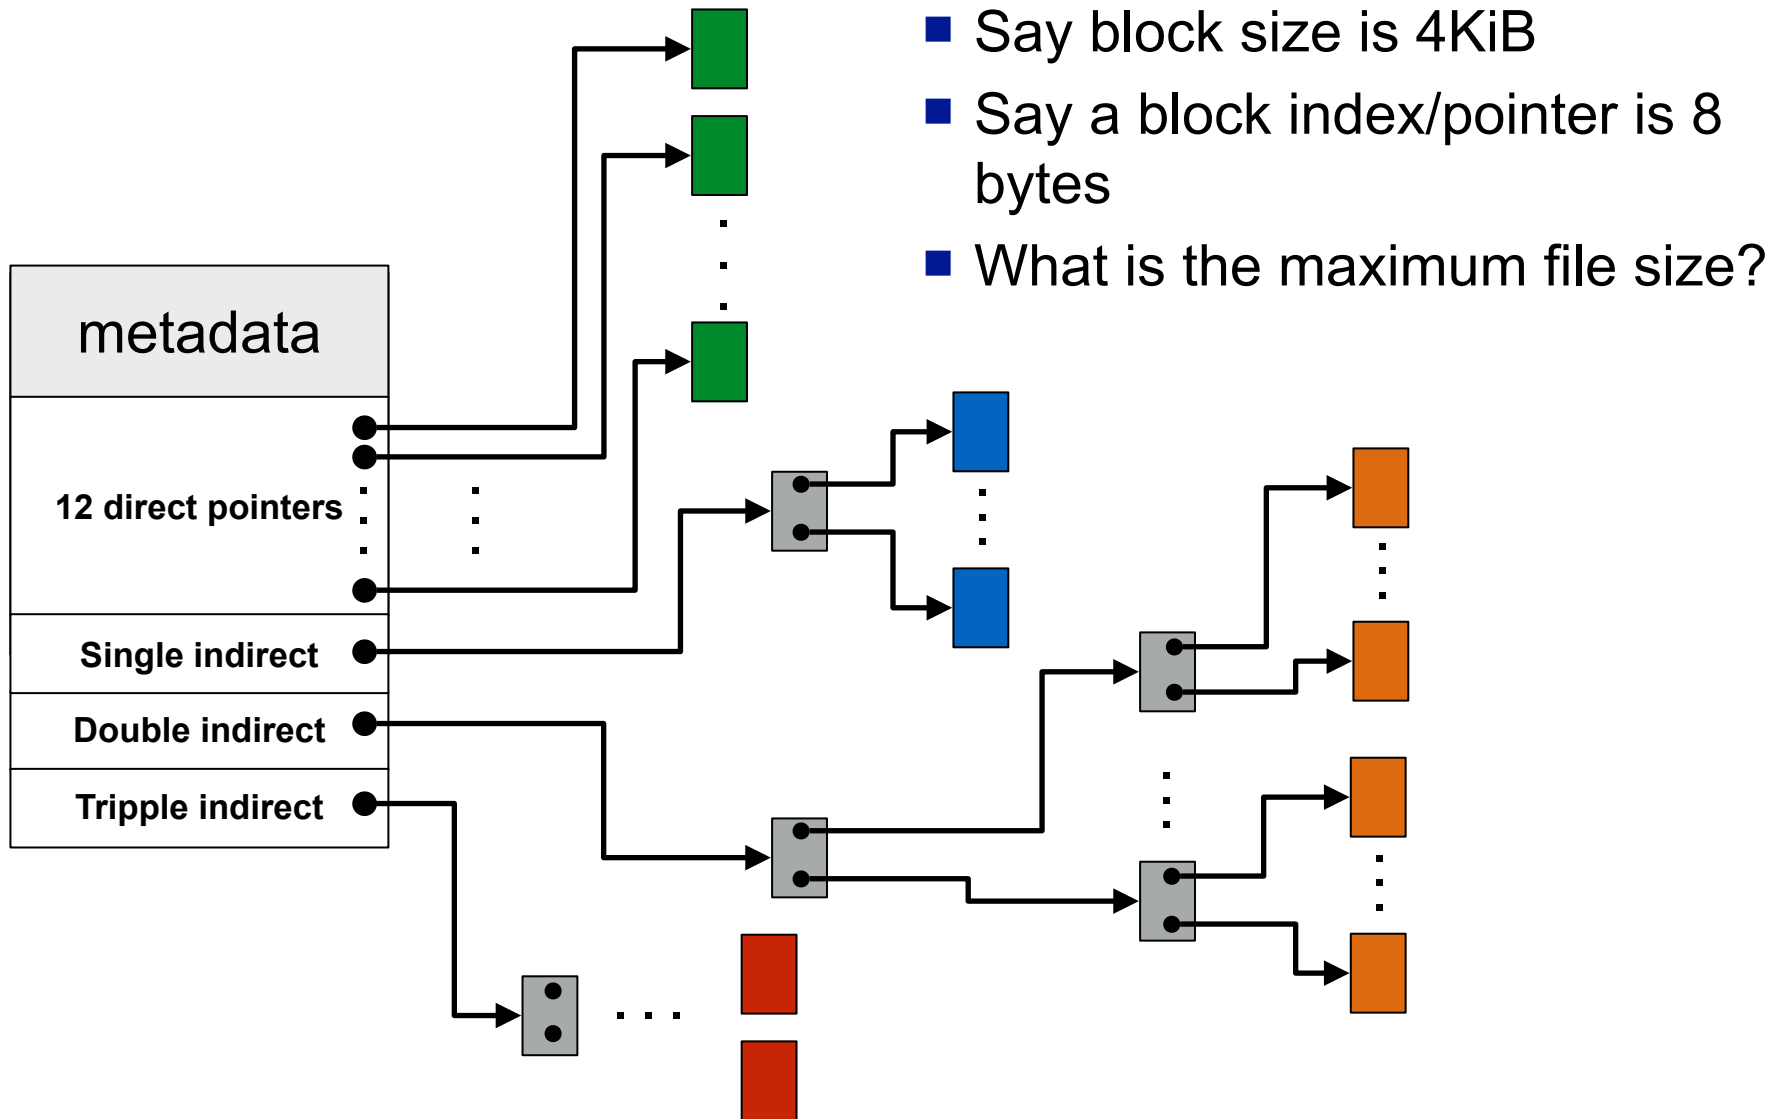 Say block size is 4KiB
Say a block index/pointer is 8
bytes
What is the maximum file size?
metadata
12 direct pointers
Single indirect
Double indirect
Tripple indirect